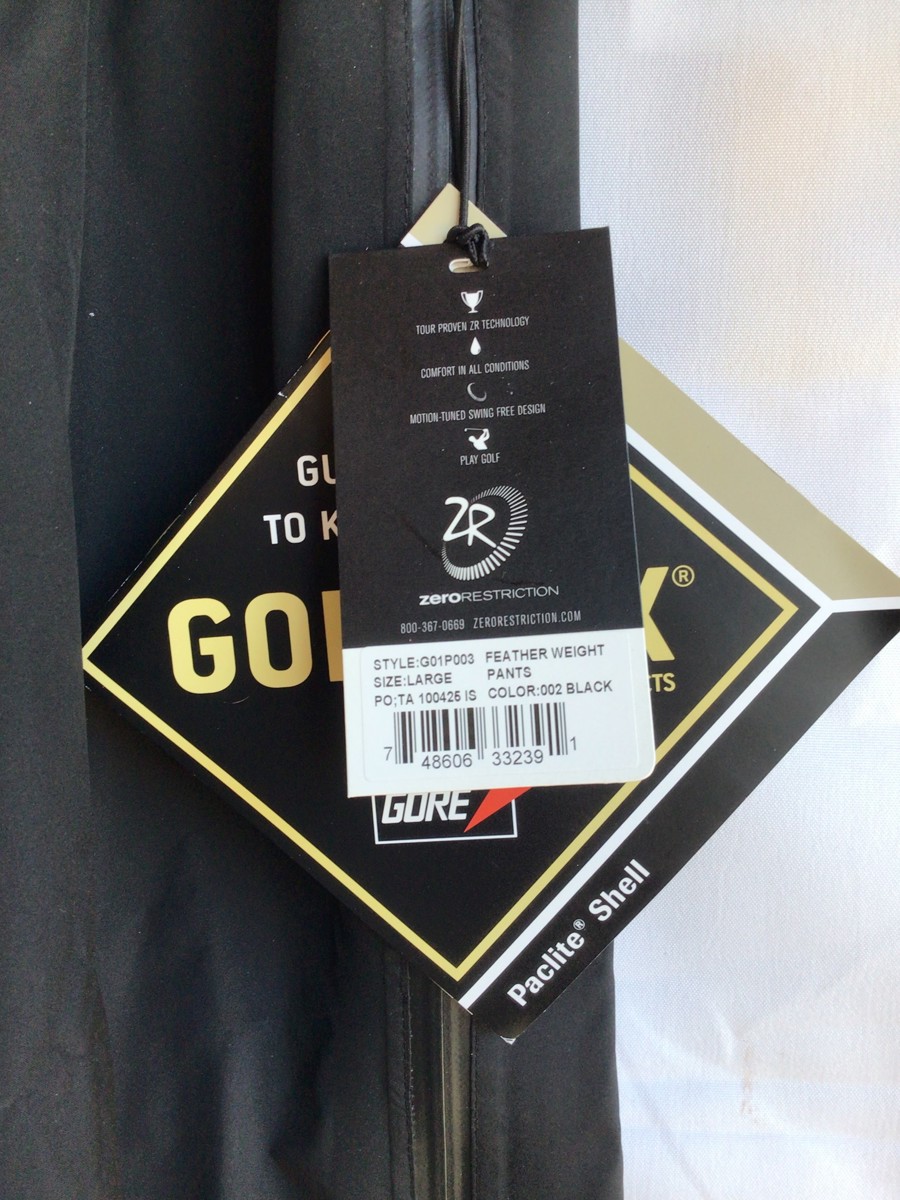 TOUR PROVEN ZR TECHNOLOGY
COMFORT IN ALL CONDITIONS
MOTION-TUNED SWING FREE DESIGN
PLAY GOLF
ZR
zeroRESTRICTION
800-367-0669 ZERORESTRICTION.COM
STYLE:G01P003 FEATHER WEIGHT
SIZE:LARGE PANTS
PO;TA 100425 IS COLOR:002 BLACK
7 48606 33239 1
GU
TO K
GO
X®
CTS
GORE
Paclite® Shell